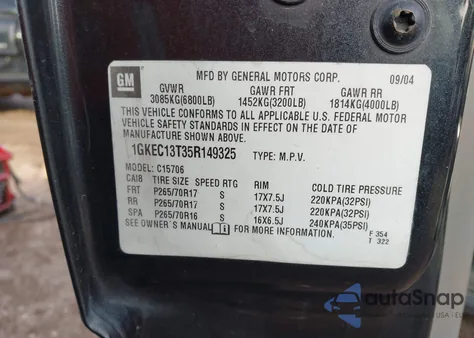 GM
MFD BY GENERAL MOTORS CORP. 09/04
GVWR GAWR FRT GAWR RR
3085KG(6800LB) 1452KG(3200LB) 1814KG(4000LB)
THIS VEHICLE CONFORMS TO ALL APPLICABLE U.S. FEDERAL MOTOR
VEHICLE SAFETY STANDARDS IN EFFECT ON THE DATE OF
MANUFACTURE SHOWN ABOVE.
1GKEC13T35R149325 TYPE: M.P.V.
C15706
CAI8 TIRE SIZE SPEED RTG RIM COLD TIRE PRESSURE
FRT P265/70R17 S 17X7.5J 220KPA(32PSI)
RR P265/70R17 S 17X7.5J 220KPA(32PSI)
SPA P265/70R16 S 16X6.5J 240KPA(35PSI)
SEE OWNER'S MANUAL FOR MORE INFORMATION
F 354
T 322
autoSnap